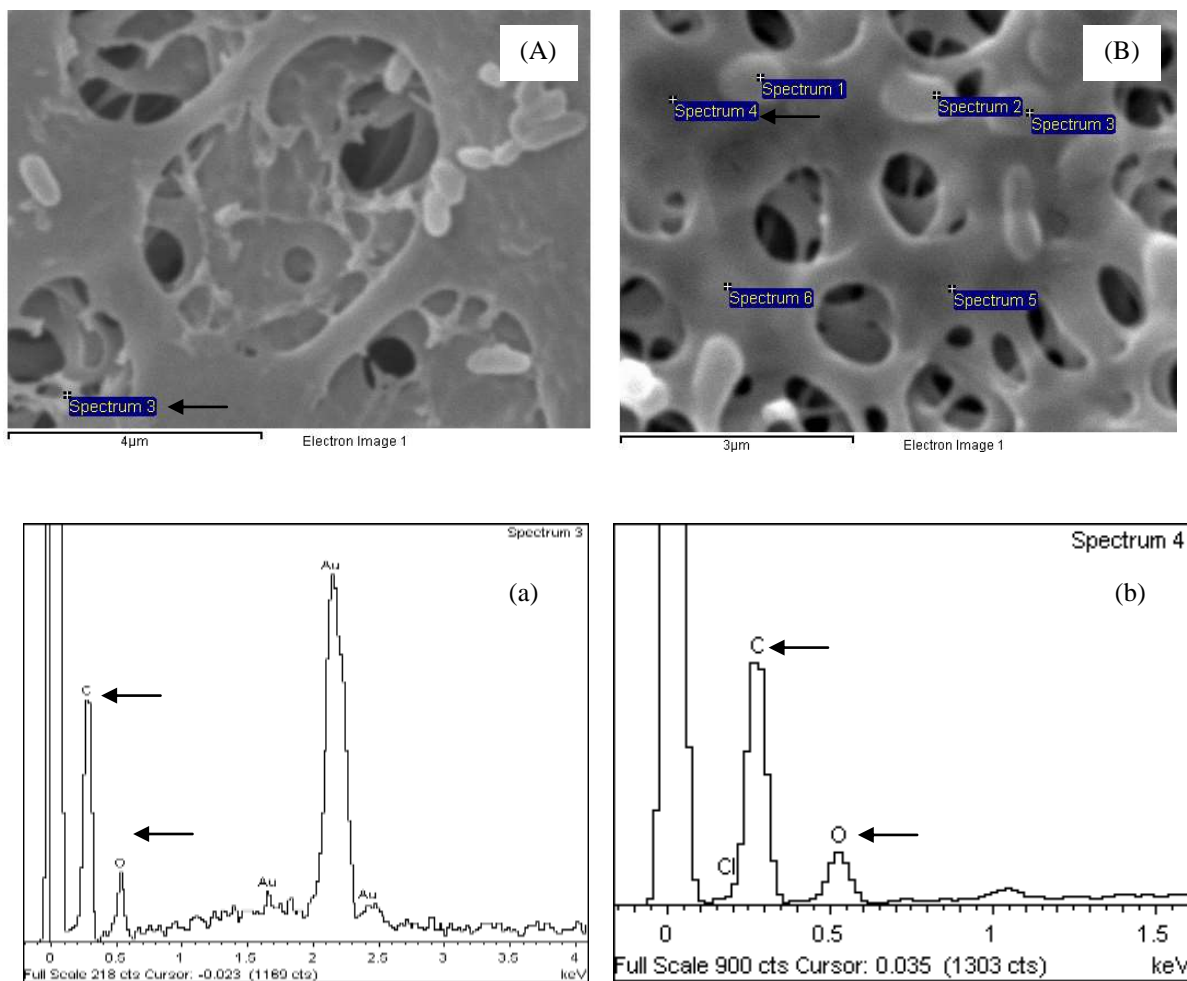 (A)
Spectrum 3
4µm
Electron Image 1
(B)
Spectrum 1
Spectrum 4
Spectrum 2
Spectrum 3
Spectrum 6
Spectrum 5
3µm
Electron Image 1
Spectrum 3
(a)
Au
C
O
Au
Au
0 0.5 1 1.5 2 2.5 3 3.5 4
Full Scale 218 cts Cursor: -0.023 (1169 cts) keV
Spectrum 4
(b)
C
Cl
O
0 0.5 1 1.5
Full Scale 900 cts Cursor: 0.035 (1303 cts) keV